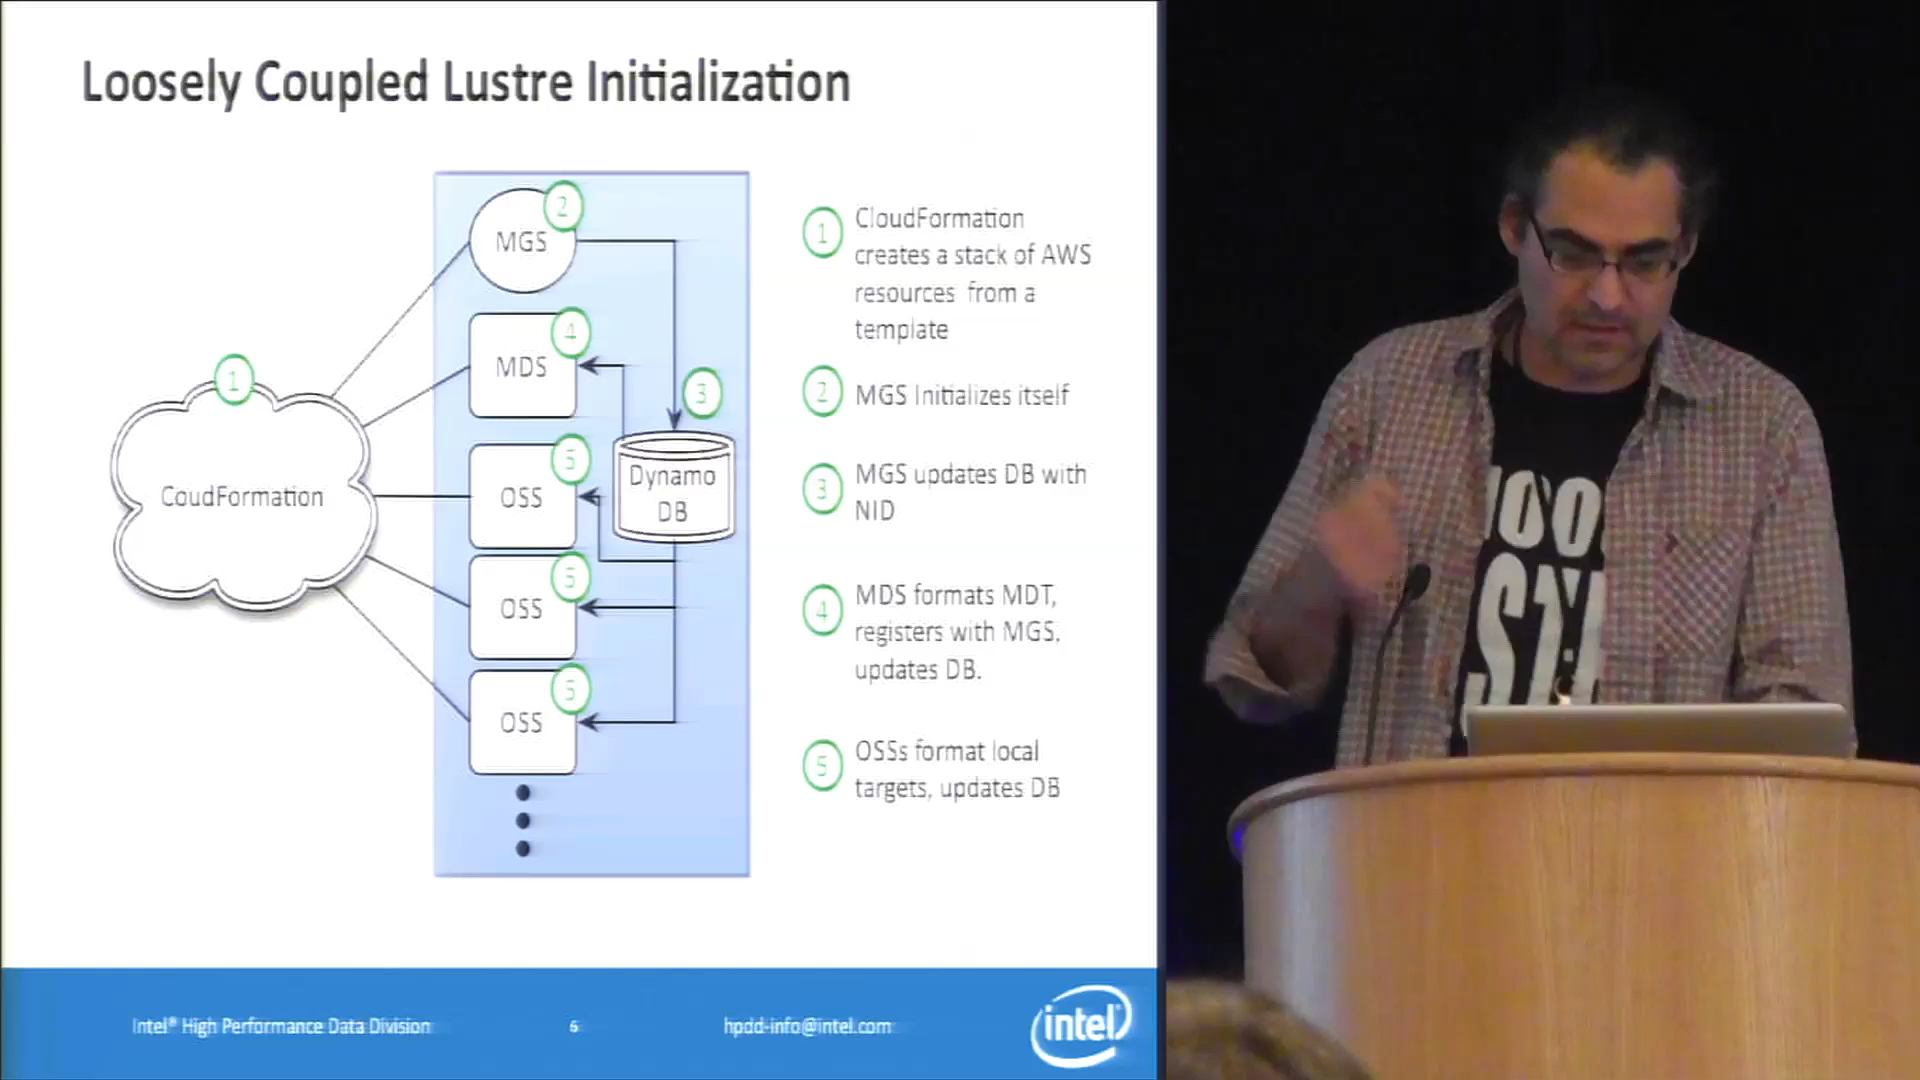 Loosely Coupled Lustre Initialization
2
MGS
4
MDS
1
3
CoudFormation
5
OSS
Dynamo
DB
5
OSS
5
OSS
1
CloudFormation
creates a stack of AWS
resources from a
template
2
MGS Initializes itself
3
MGS updates DB with
NID
4
MDS formats MDT,
registers with MGS,
updates DB.
5
OSSs format local
targets, updates DB
Intel® High Performance Data Division
6
hpdd-info@intel.com
intel